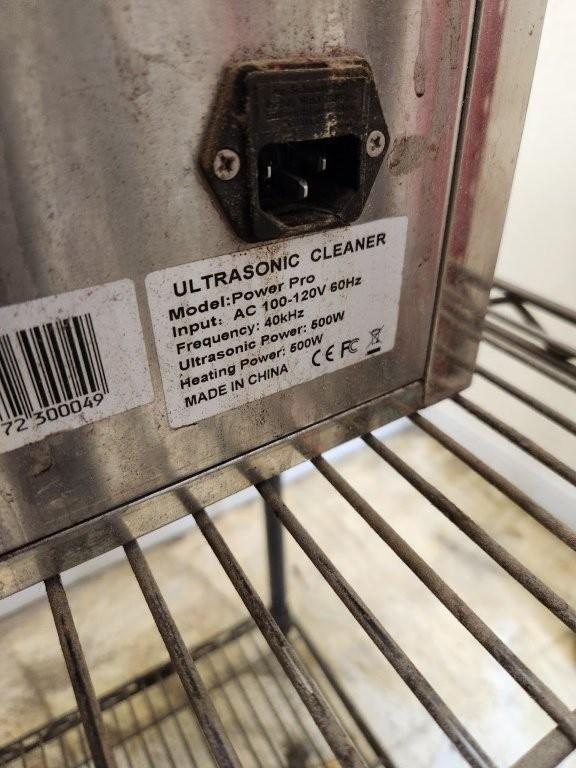 ULTRASONIC CLEANER
Model:Power Pro
Input: AC 100-120V 60Hz
Frequency: 40kHz
Ultrasonic Power: 500W
Heating Power: 500W
MADE IN CHINA CE FC
72 300049